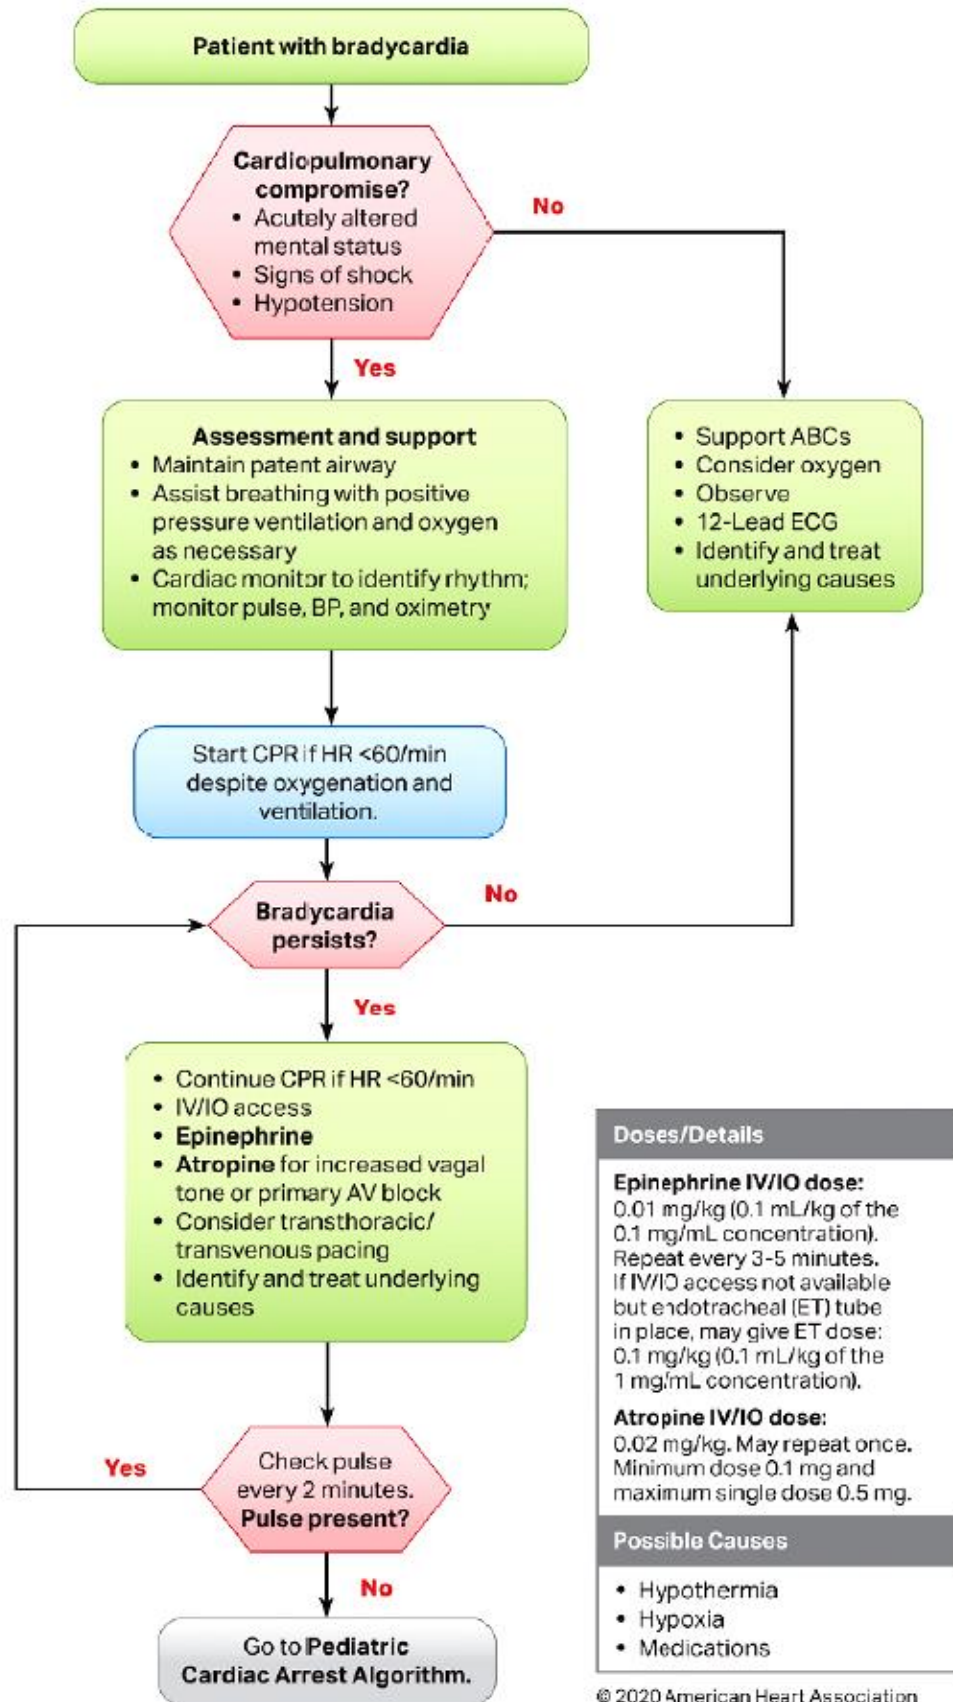 Patient with bradycardia
Cardiopulmonary
compromise?
• Acutely altered
mental status
• Signs of shock
• Hypotension
No
Yes
Assessment and support
• Maintain patent airway
• Assist breathing with positive
pressure ventilation and oxygen
as necessary
• Cardiac monitor to identify rhythm;
monitor pulse, BP, and oximetry
• Support ABCs
• Consider oxygen
• Observe
• 12-Lead ECG
• Identify and treat
underlying causes
Start CPR if HR <60/min
despite oxygenation and
ventilation.
Bradycardia
persists?
No
Yes
• Continue CPR if HR <60/min
• IV/IO access
• Epinephrine
• Atropine for increased vagal
tone or primary AV block
• Consider transthoracic/
transvenous pacing
• Identify and treat underlying
causes
Check pulse
every 2 minutes.
Pulse present?
Yes
No
Go to Pediatric
Cardiac Arrest Algorithm.
Doses/Details
Epinephrine IV/IO dose:
0.01 mg/kg (0.1 mL/kg of the
0.1 mg/mL concentration).
Repeat every 3-5 minutes.
If IV/IO access not available
but endotracheal (ET) tube
in place, may give ET dose:
0.1 mg/kg (0.1 mL/kg of the
1 mg/mL concentration).
Atropine IV/IO dose:
0.02 mg/kg. May repeat once.
Minimum dose 0.1 mg and
maximum single dose 0.5 mg.
Possible Causes
• Hypothermia
• Hypoxia
• Medications
© 2020 American Heart Association